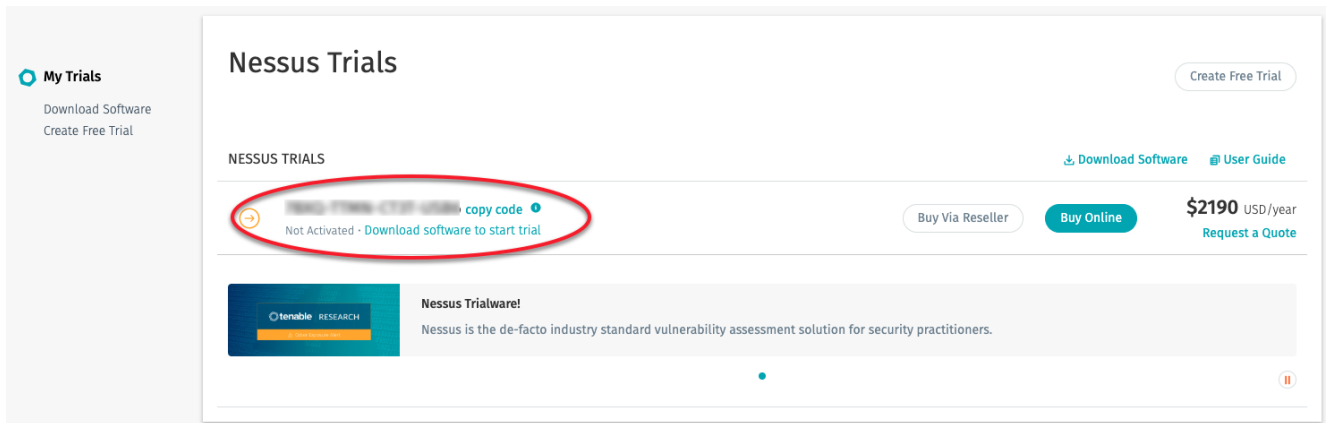 My Trials
Download Software
Create Free Trial
Nessus Trials
Create Free Trial
NESSUS TRIALS
Download Software
User Guide
copy code
Not Activated · Download software to start trial
Buy Via Reseller
Buy Online
$2190 USD/year
Request a Quote
tenable RESEARCH
Nessus Trialware!
Nessus is the de-facto industry standard vulnerability assessment solution for security practitioners.